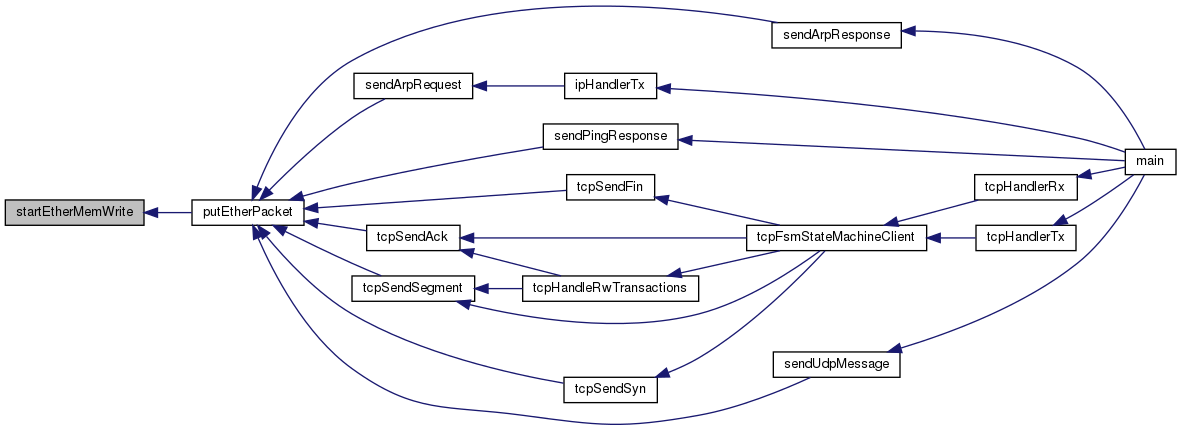 sendArpResponse
sendArpRequest
ipHandlerTx
sendPingResponse
main
tcpSendFin
tcpHandlerRx
startEtherMemWrite
putEtherPacket
tcpSendAck
tcpFsmStateMachineClient
tcpHandlerTx
tcpSendSegment
tcpHandleRwTransactions
sendUdpMessage
tcpSendSyn